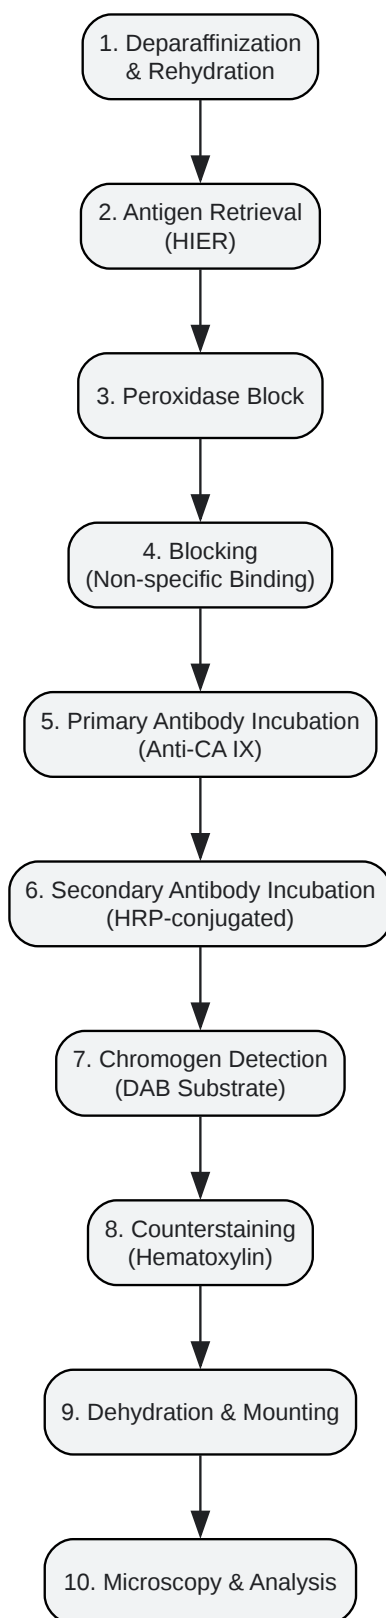 1. Deparaffinization
& Rehydration
2. Antigen Retrieval
(HIER)
3. Peroxidase Block
4. Blocking
(Non-specific Binding)
5. Primary Antibody Incubation
(Anti-CA IX)
6. Secondary Antibody Incubation
(HRP-conjugated)
7. Chromogen Detection
(DAB Substrate)
8. Counterstaining
(Hematoxylin)
9. Dehydration & Mounting
10. Microscopy & Analysis